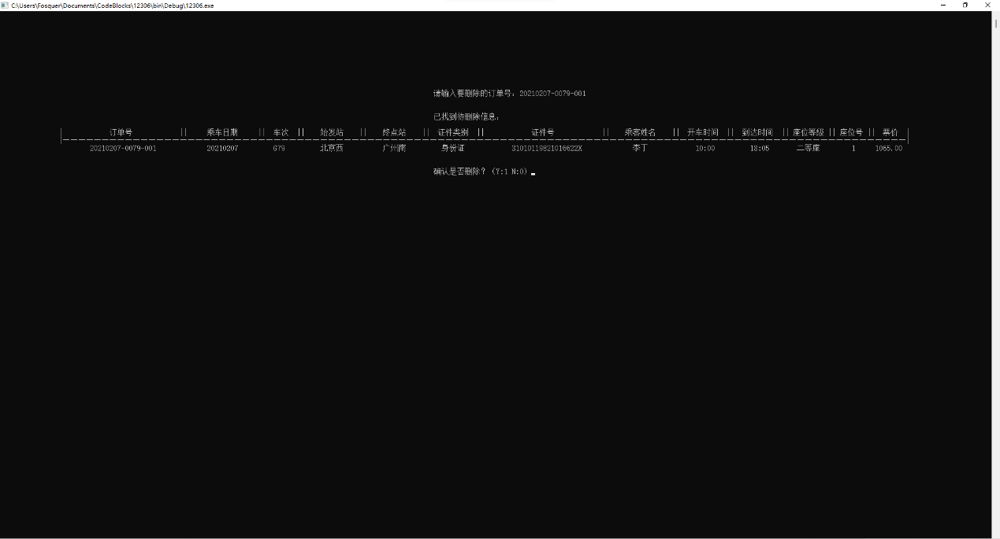 C:\Users\Fosquer\Documents\CodeBlocks\12306\bin\Debug\12306.exe
请输入要删除的订单号：20210207-0079-001
已找到待删除信息：
| 订单号 || 乘车日期 || 车次 || 始发站 || 终点站 || 证件类别 || 证件号 || 乘客姓名 || 开车时间 || 到达时间 || 座位等级 || 座位号 || 票价 |
20210207-0079-001 20210207 G79 北京西 广州南 身份证 31010119821016622X 李丁 10:00 18:05 二等座 1 1065.00
确认是否删除？（Y:1 N:0）